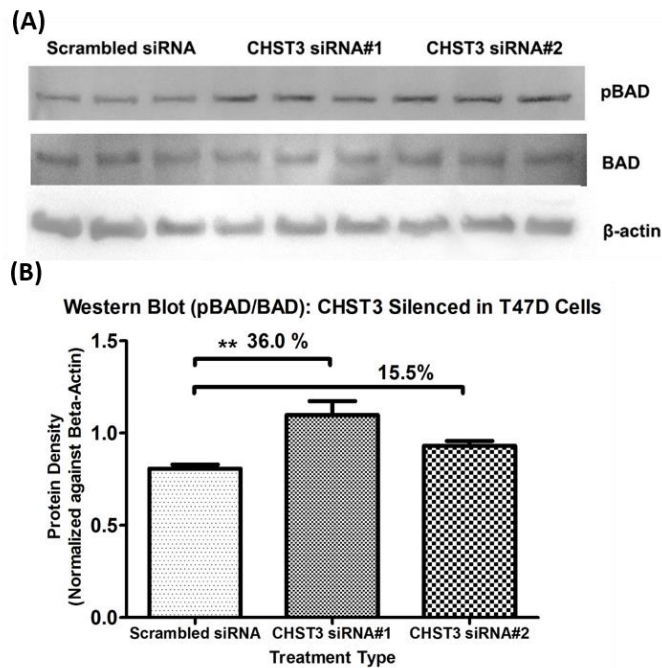 (A)
Scrambled siRNA CHST3 siRNA#1 CHST3 siRNA#2
pBAD
BAD
β-actin
(B)
Western Blot (pBAD/BAD): CHST3 Silenced in T47D Cells
Protein Density
(Normalized against Beta-Actin)
1.5
1.0
0.5
0.0
** 36.0 %
15.5%
Scrambled siRNA CHST3 siRNA#1 CHST3 siRNA#2
Treatment Type